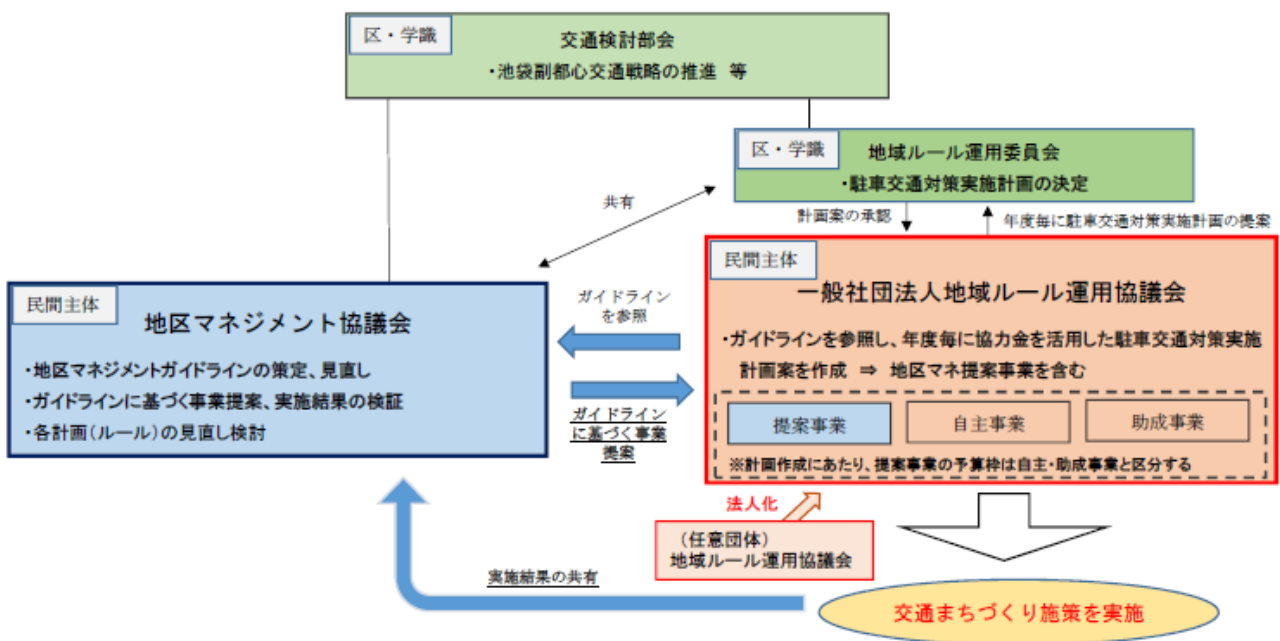 区・学識
交通検討部会
・池袋副都心交通戦略の推進 等
区・学識
地域ルール運用委員会
・駐車交通対策実施計画の決定
共有
計画案の承認
年度毎に駐車交通対策実施計画の提案
民間主体
地区マネジメント協議会
・地区マネジメントガイドラインの策定、見直し
・ガイドラインに基づく事業提案、実施結果の検証
・各計画(ルール)の見直し検討
ガイドライン
を参照
ガイドライン
に基づく事業
提案
民間主体
一般社団法人地域ルール運用協議会
・ガイドラインを参照し、年度毎に協力金を活用した駐車交通対策実施
計画案を作成 ⇒ 地区マネ提案事業を含む
提案事業
自主事業
助成事業
※計画作成にあたり、提案事業の予算枠は自主・助成事業と区分する
法人化
(任意団体)
地域ルール運用協議会
実施結果の共有
交通まちづくり施策を実施